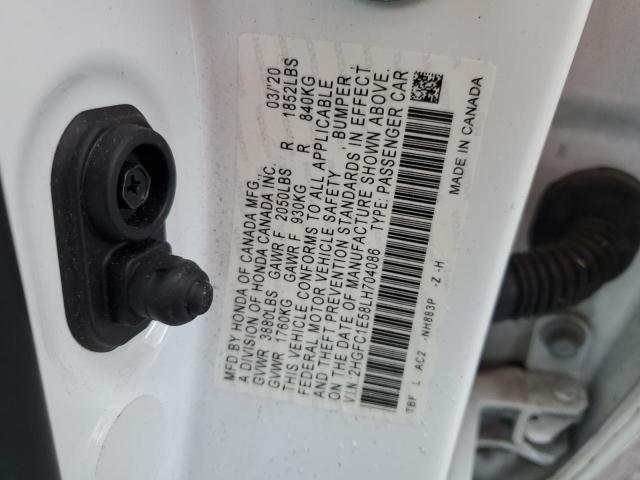 MFD BY HONDA OF CANADA MFG. 03/20
A DIVISION OF HONDA CANADA INC.
GVWR 3880LBS GAWR F 2050LBS R 1852LBS
GVWR 1760KG GAWR F 930KG R 840KG
THIS VEHICLE CONFORMS TO ALL APPLICABLE
FEDERAL MOTOR VEHICLE SAFETY , BUMPER ,
AND THEFT PREVENTION STANDARDS IN EFFECT
ON THE DATE OF MANUFACTURE SHOWN ABOVE.
V.I.N: 2HGFC1E58LH704086 TYPE: PASSENGER CAR
TBF L AC2 -NH883P -Z -H
MADE IN CANADA